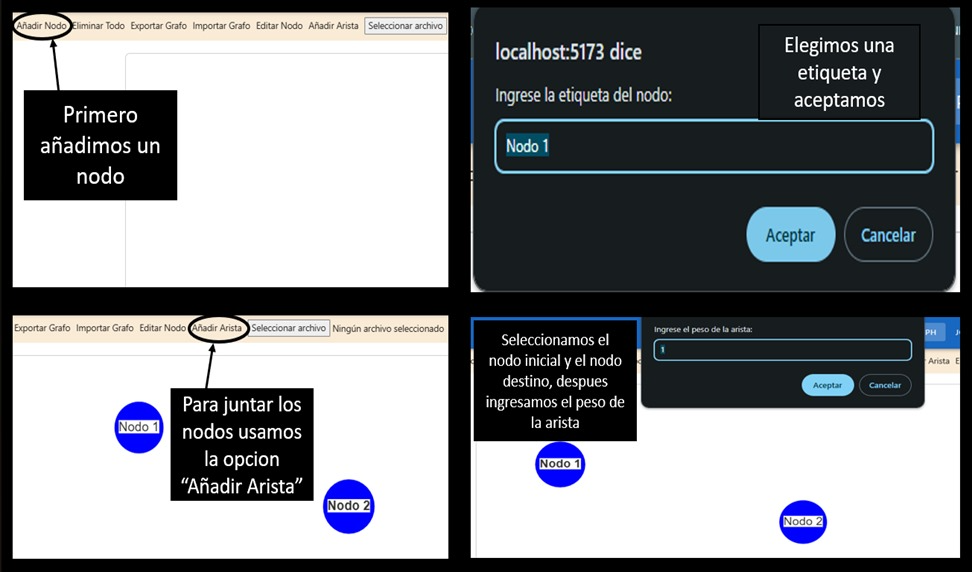 Añadir Nodo Eliminar Todo Exportar Grafo Importar Grafo Editar Nodo Añadir Arista Seleccionar archivo
Primero
añadimos un
nodo
localhost:5173 dice
Ingrese la etiqueta del nodo:
Nodo 1
Aceptar Cancelar
Elegimos una
etiqueta y
aceptamos
Exportar Grafo Importar Grafo Editar Nodo Añadir Arista Seleccionar archivo Ningún archivo seleccionado
Nodo 1
Para juntar los
nodos usamos
la opcion
“Añadir Arista”
Nodo 2
Seleccionamos el
nodo inicial y el nodo
destino, despues
ingresamos el peso de
la arista
Ingrese el peso de la arista:
1
Aceptar Cancelar
PH
Arista
Nodo 1
Nodo 2